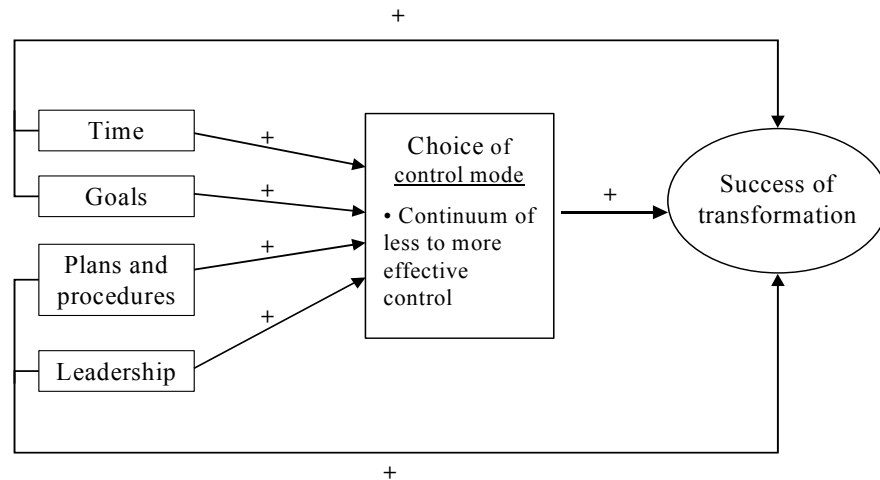 +
Time
+
Choice of
control mode
Goals
+
• Continuum of
less to more
effective
control
+
Success of
transformation
Plans and
procedures
+
+
Leadership
+